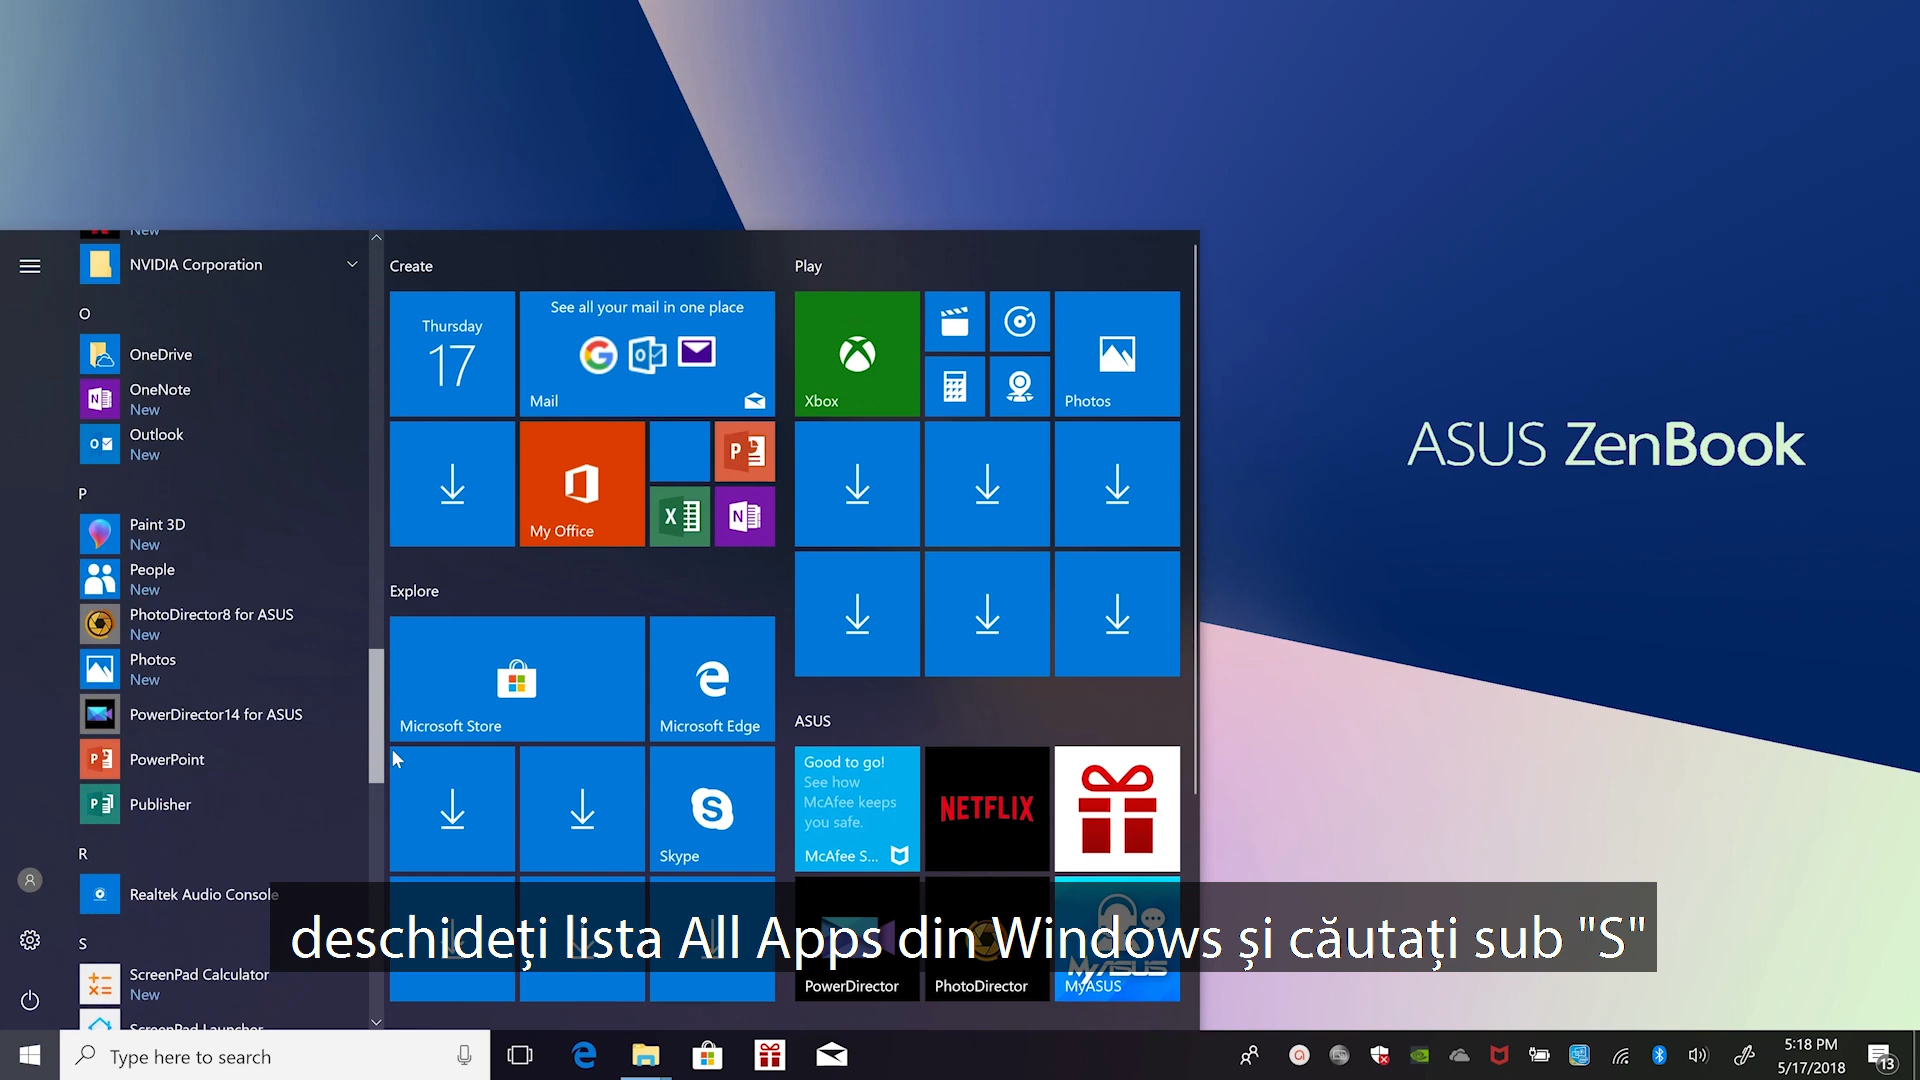 New
NVIDIA Corporation
O
OneDrive
OneNote
New
Outlook
New
P
Paint 3D
New
People
New
PhotoDirector8 for ASUS
New
Photos
New
PowerDirector14 for ASUS
PowerPoint
Publisher
R
Realtek Audio Console
S
ScreenPad Calculator
New
ScreenPad Launcher
Create
Thursday
17
See all your mail in one place
Mail
My Office
Explore
Microsoft Store
Microsoft Edge
Skype
Play
Xbox
Photos
ASUS
Good to go!
See how
McAfee keeps
you safe.
McAfee S...
NETFLIX
PowerDirector
PhotoDirector
MyASUS
MyASUS
ASUS ZenBook
deschideți lista All Apps din Windows și căutați sub "S"
Type here to search
5:18 PM
5/17/2018
13